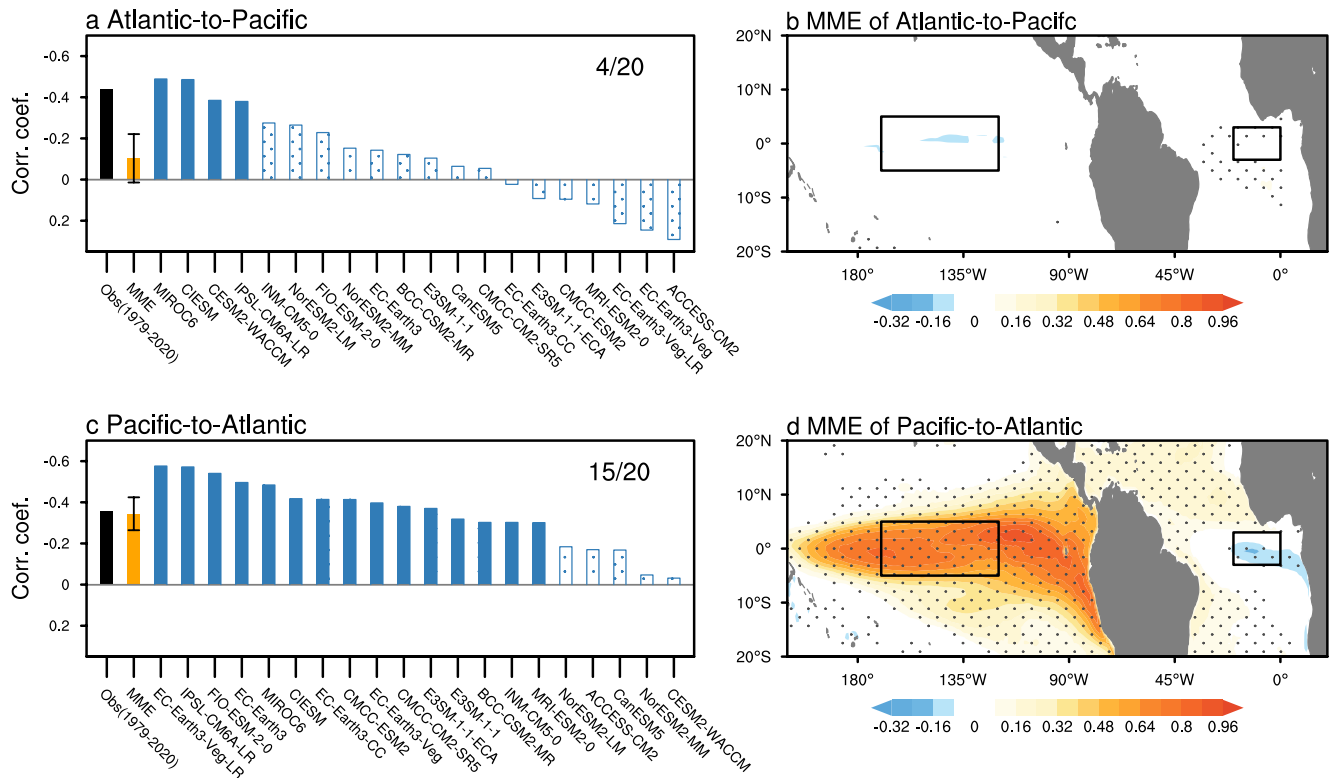 a Atlantic-to-Pacific
Corr. coef.
-0.6
-0.4
-0.2
0
0.2
4/20
Obs(1979-2020)
MME
MIROC6
CIESM
CESM2-WACCM
IPSL-CM6A-LR
INM-CM5-0
NorESM2-LM
FIO-ESM-2-0
NorESM2-MM
EC-Earth3
BCC-CSM2-MR
E3SM-1-1
CanESM5
CMCC-CM2-SR5
EC-Earth3-CC
E3SM-1-1-ECA
CMCC-ESM2
MRI-ESM2-0
EC-Earth3-Veg-LR
EC-Earth3-Veg
ACCESS-CM2
b MME of Atlantic-to-Pacifc
20°N
10°N
0°
10°S
20°S
180°
135°W
90°W
45°W
0°
-0.32 -0.16 0 0.16 0.32 0.48 0.64 0.8 0.96
c Pacific-to-Atlantic
Corr. coef.
-0.6
-0.4
-0.2
0
0.2
15/20
Obs(1979-2020)
MME
EC-Earth3-Veg-LR
IPSL-CM6A-LR
FIO-ESM-2-0
EC-Earth3
MIROC6
CIESM
EC-Earth3-CC
CMCC-ESM2
EC-Earth3-Veg
CMCC-CM2-SR5
E3SM-1-1-ECA
E3SM-1-1
BCC-CSM2-MR
INM-CM5-0
MRI-ESM2-0
NorESM2-LM
ACCESS-CM2
CanESM5
NorESM2-MM
CESM2-WACCM
d MME of Pacific-to-Atlantic
20°N
10°N
0°
10°S
20°S
180°
135°W
90°W
45°W
0°
-0.32 -0.16 0 0.16 0.32 0.48 0.64 0.8 0.96